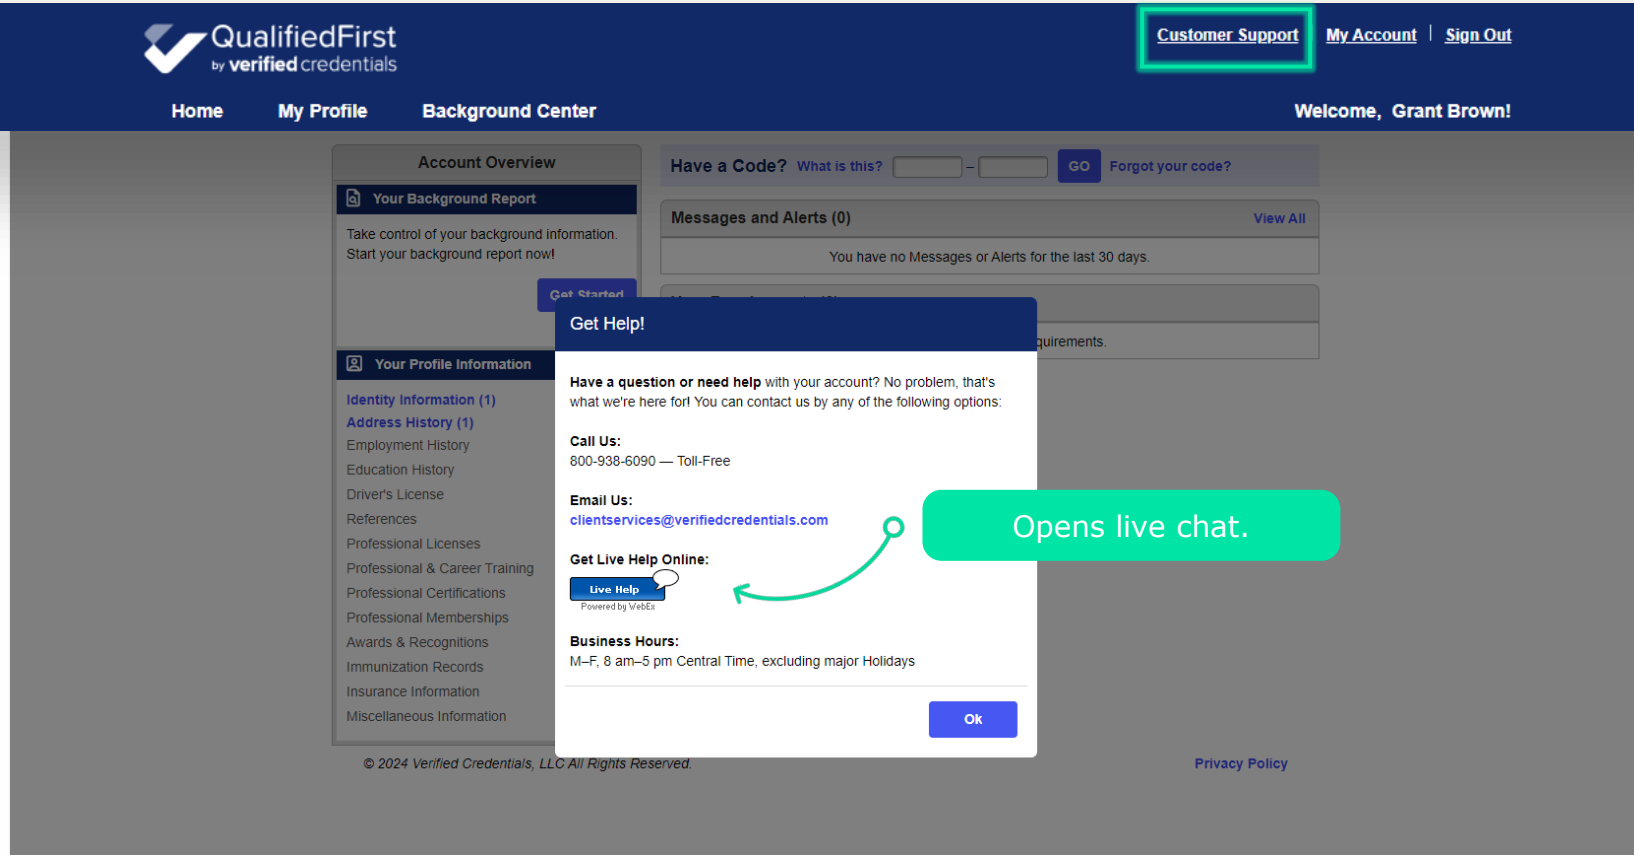 QualifiedFirst
by verified credentials
Customer Support
My Account
Sign Out
Home
My Profile
Background Center
Welcome, Grant Brown!
Account Overview
Your Background Report
Take control of your background information.
Start your background report now!
Get Started
Your Profile Information
Identity Information (1)
Address History (1)
Employment History
Education History
Driver's License
References
Professional Licenses
Professional & Career Training
Professional Certifications
Professional Memberships
Awards & Recognitions
Immunization Records
Insurance Information
Miscellaneous Information
Have a Code? What is this? – GO Forgot your code?
Messages and Alerts (0)
View All
You have no Messages or Alerts for the last 30 days.
Get Help!
Have a question or need help with your account? No problem, that's
what we're here for! You can contact us by any of the following options:
Call Us:
800-938-6090 — Toll-Free
Email Us:
clientservices@verifiedcredentials.com
Get Live Help Online:
Live Help
Powered by WebEx
Business Hours:
M–F, 8 am–5 pm Central Time, excluding major Holidays
Ok
Opens live chat.
© 2024 Verified Credentials, LLC All Rights Reserved.
Privacy Policy